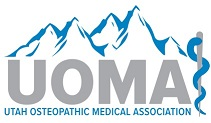 UOMA
UTAH OSTEOPATHIC MEDICAL ASSOCIATION